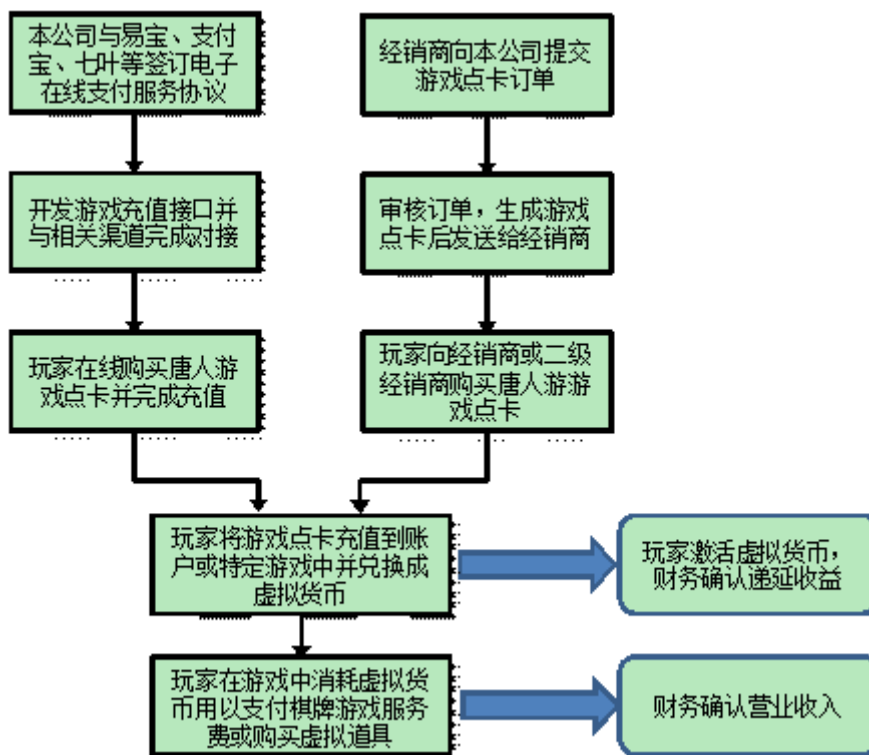 本公司与易宝、支付
宝、七叶等签订电子
在线支付服务协议
经销商向本公司提交
游戏点卡订单
开发游戏充值接口并
与相关渠道完成对接
审核订单，生成游戏
点卡后发送给经销商
玩家在线购买唐人游
戏点卡并完成充值
玩家向经销商或二级
经销商购买唐人游游
戏点卡
玩家将游戏点卡充值到账
户或特定游戏中并兑换成
虚拟货币
玩家激活虚拟货币，
财务确认递延收益
玩家在游戏中消耗虚拟货
币用以支付棋牌游戏服务
费或购买虚拟道具
财务确认营业收入